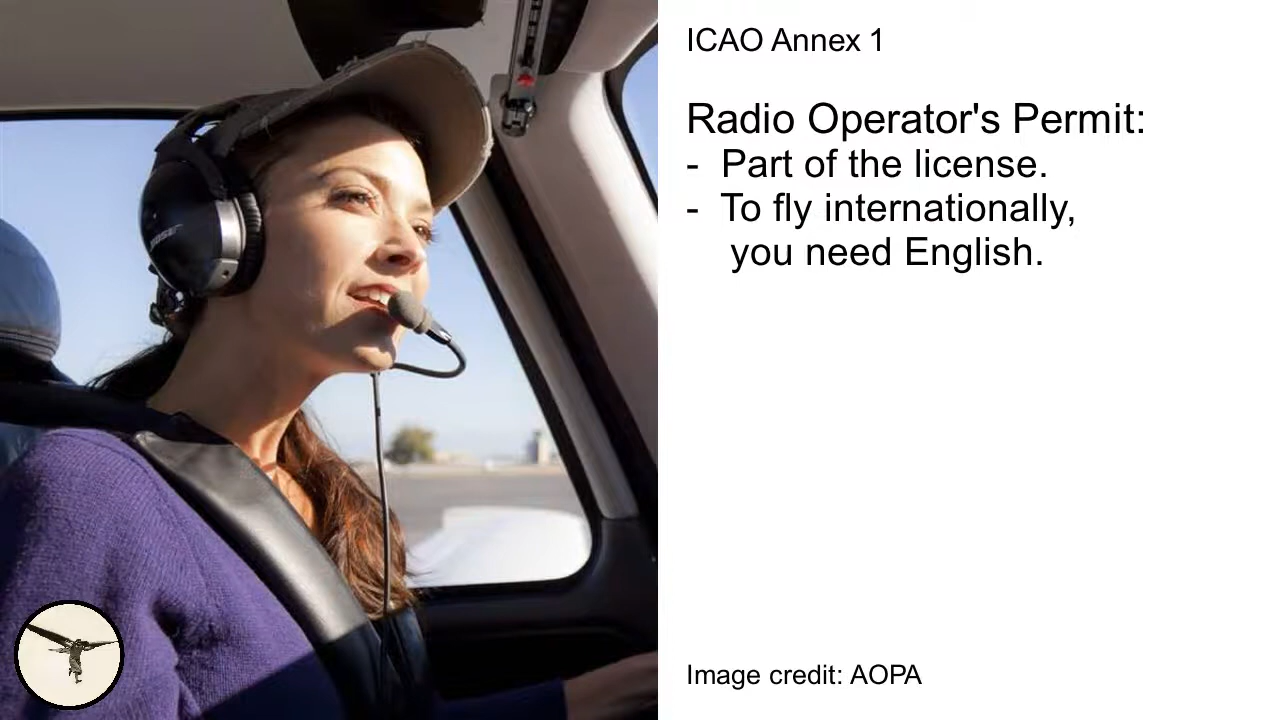 ICAO Annex 1
Radio Operator's Permit:
- Part of the license.
- To fly internationally,
you need English.
BOSE
Image credit: AOPA